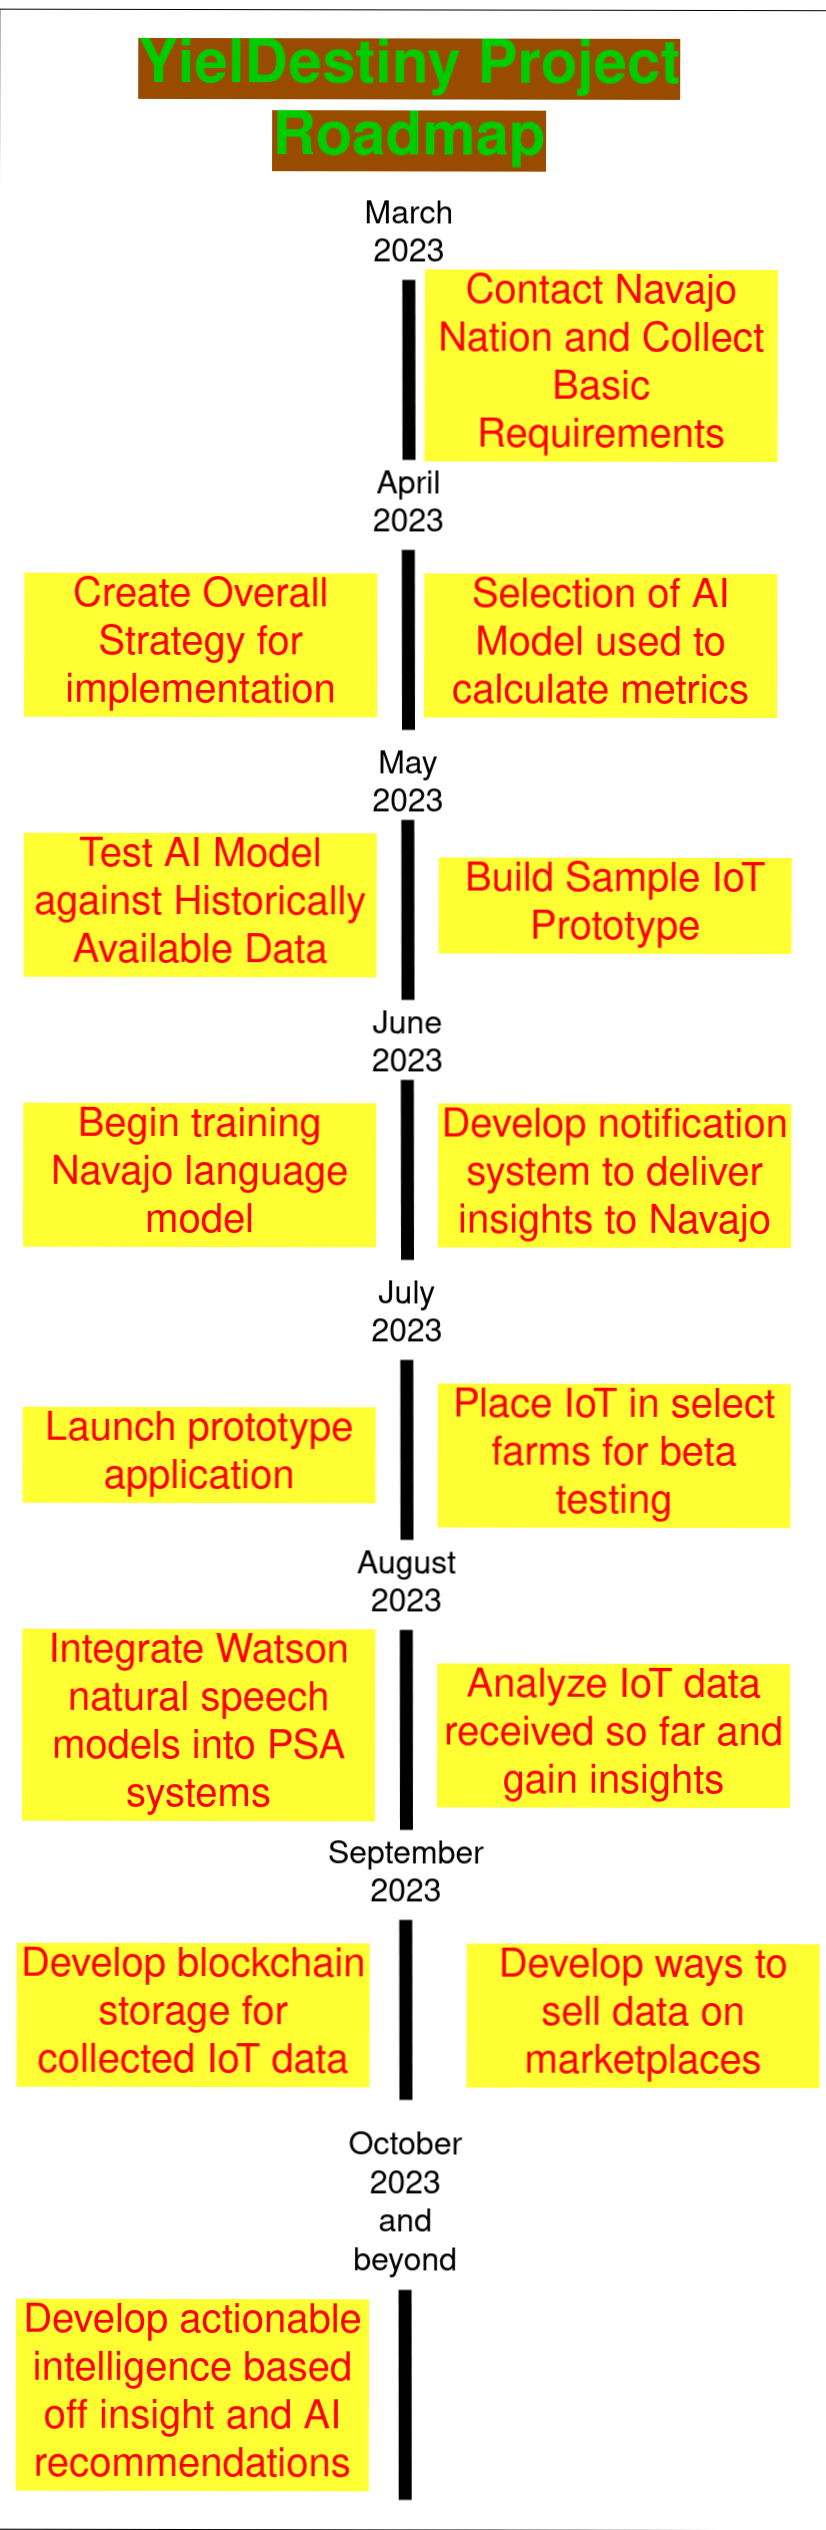 YielDestiny Project
Roadmap
March
2023
Contact Navajo
Nation and Collect
Basic
Requirements
April
2023
Create Overall
Strategy for
implementation
Selection of AI
Model used to
calculate metrics
May
2023
Test AI Model
against Historically
Available Data
Build Sample IoT
Prototype
June
2023
Begin training
Navajo language
model
Develop notification
system to deliver
insights to Navajo
July
2023
Launch prototype
application
Place IoT in select
farms for beta
testing
August
2023
Integrate Watson
natural speech
models into PSA
systems
Analyze IoT data
received so far and
gain insights
September
2023
Develop blockchain
storage for
collected IoT data
Develop ways to
sell data on
marketplaces
October
2023
and
beyond
Develop actionable
intelligence based
off insight and AI
recommendations